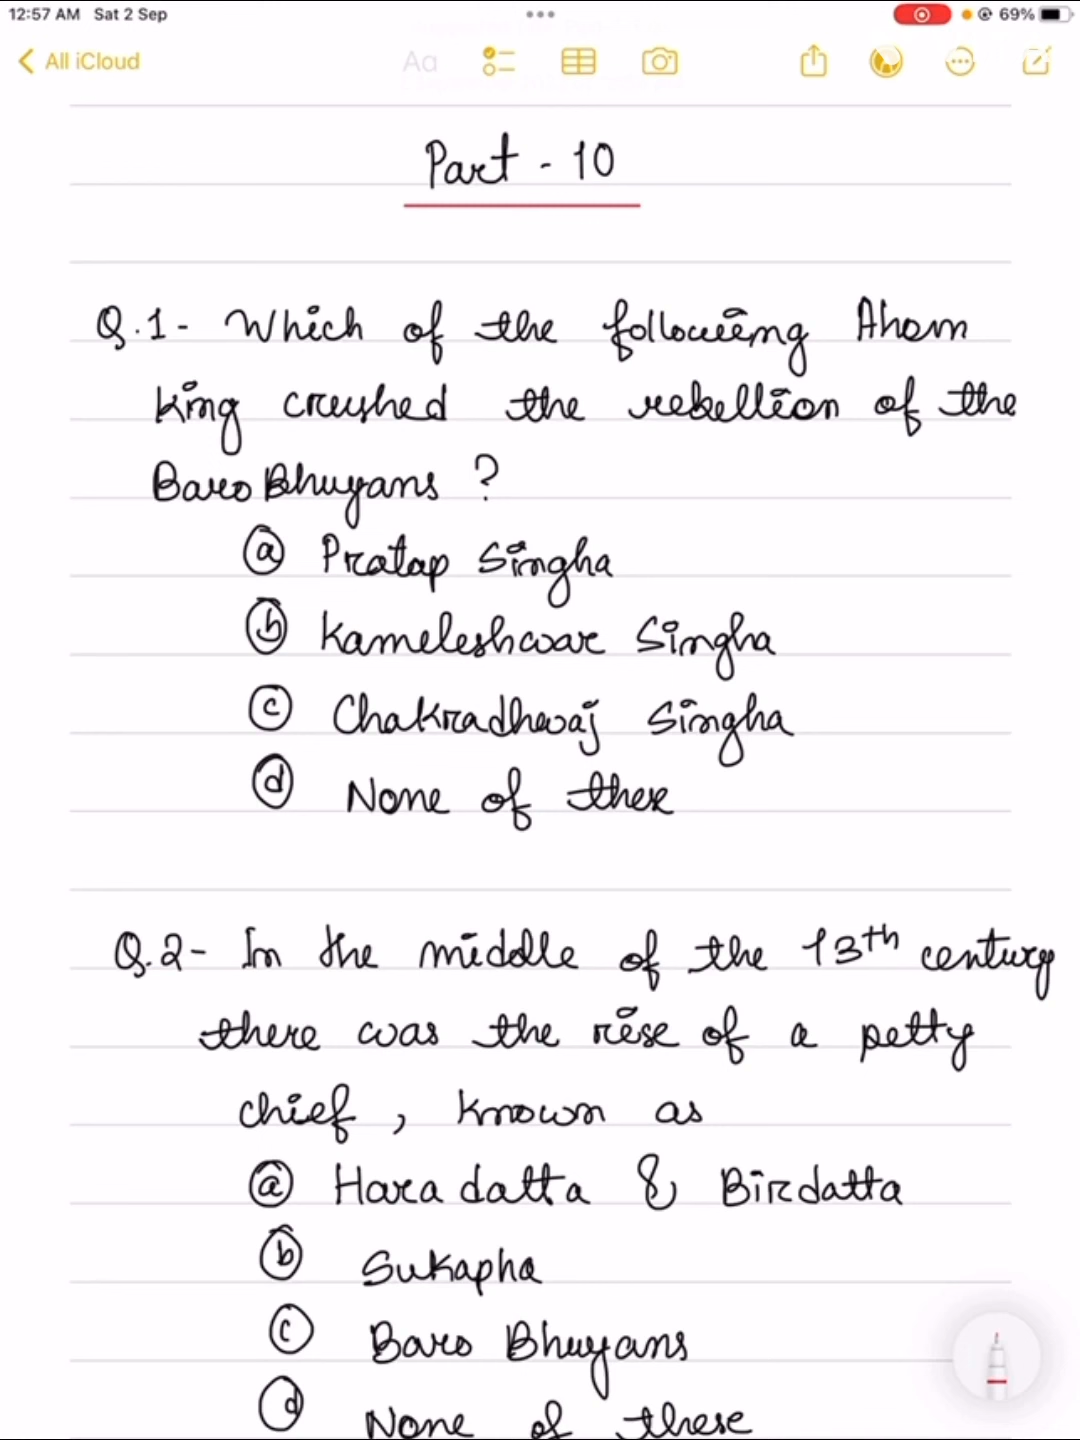 12:57 AM Sat 2 Sep
69%
All iCloud
Aa
Part - 10
Q.1- Which of the following Ahom
king crushed the rebellion of the
Baro Bhuyans ?
(a) Pratap Singha
(b) Kameleshwar Singha
(c) Chakradhwaj Singha
(d) None of these
Q.2- In the middle of the 13th century
there was the rise of a petty
chief, known as
(a) Hara datta & Birdatta
(b) Sukapha
(c) Baro Bhuyans
(d) None of these